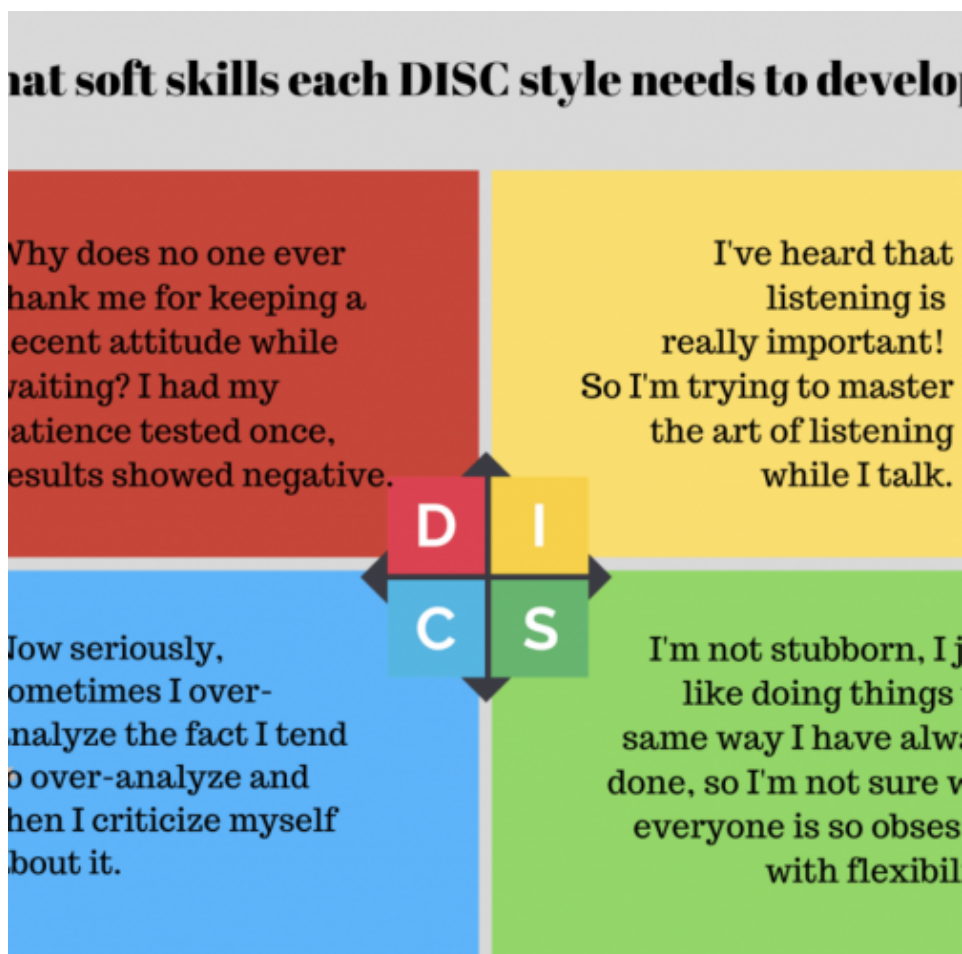 hat soft skills each DISC style needs to develop
Why does no one ever
hank me for keeping a
ecent attitude while
waiting? I had my
atience tested once,
esults showed negative.
I've heard that
listening is
really important!
So I'm trying to master
the art of listening
while I talk.
D I
C S
Now seriously,
ometimes I over-
nalyze the fact I tend
o over-analyze and
hen I criticize myself
bout it.
I'm not stubborn, I j
like doing things
same way I have alwa
done, so I'm not sure w
everyone is so obses
with flexibili